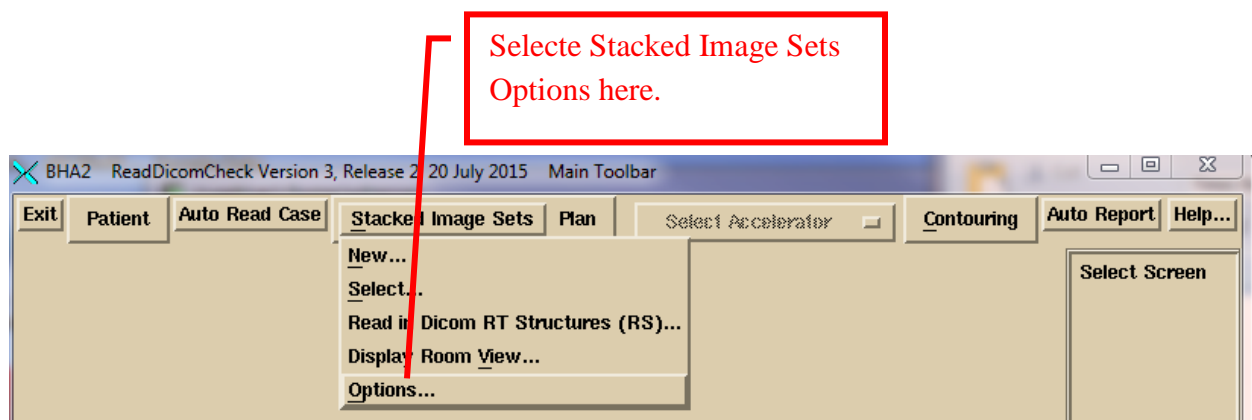 Selecte Stacked Image Sets
Options here.
BHA2 ReadDicomCheck Version 3, Release 2, 20 July 2015 Main Toolbar
Exit Patient Auto Read Case Stacked Image Sets Plan Select Accelerator Contouring Auto Report Help...
New...
Select...
Read in Dicom RT Structures (RS)...
Display Room View...
Options...
Select Screen